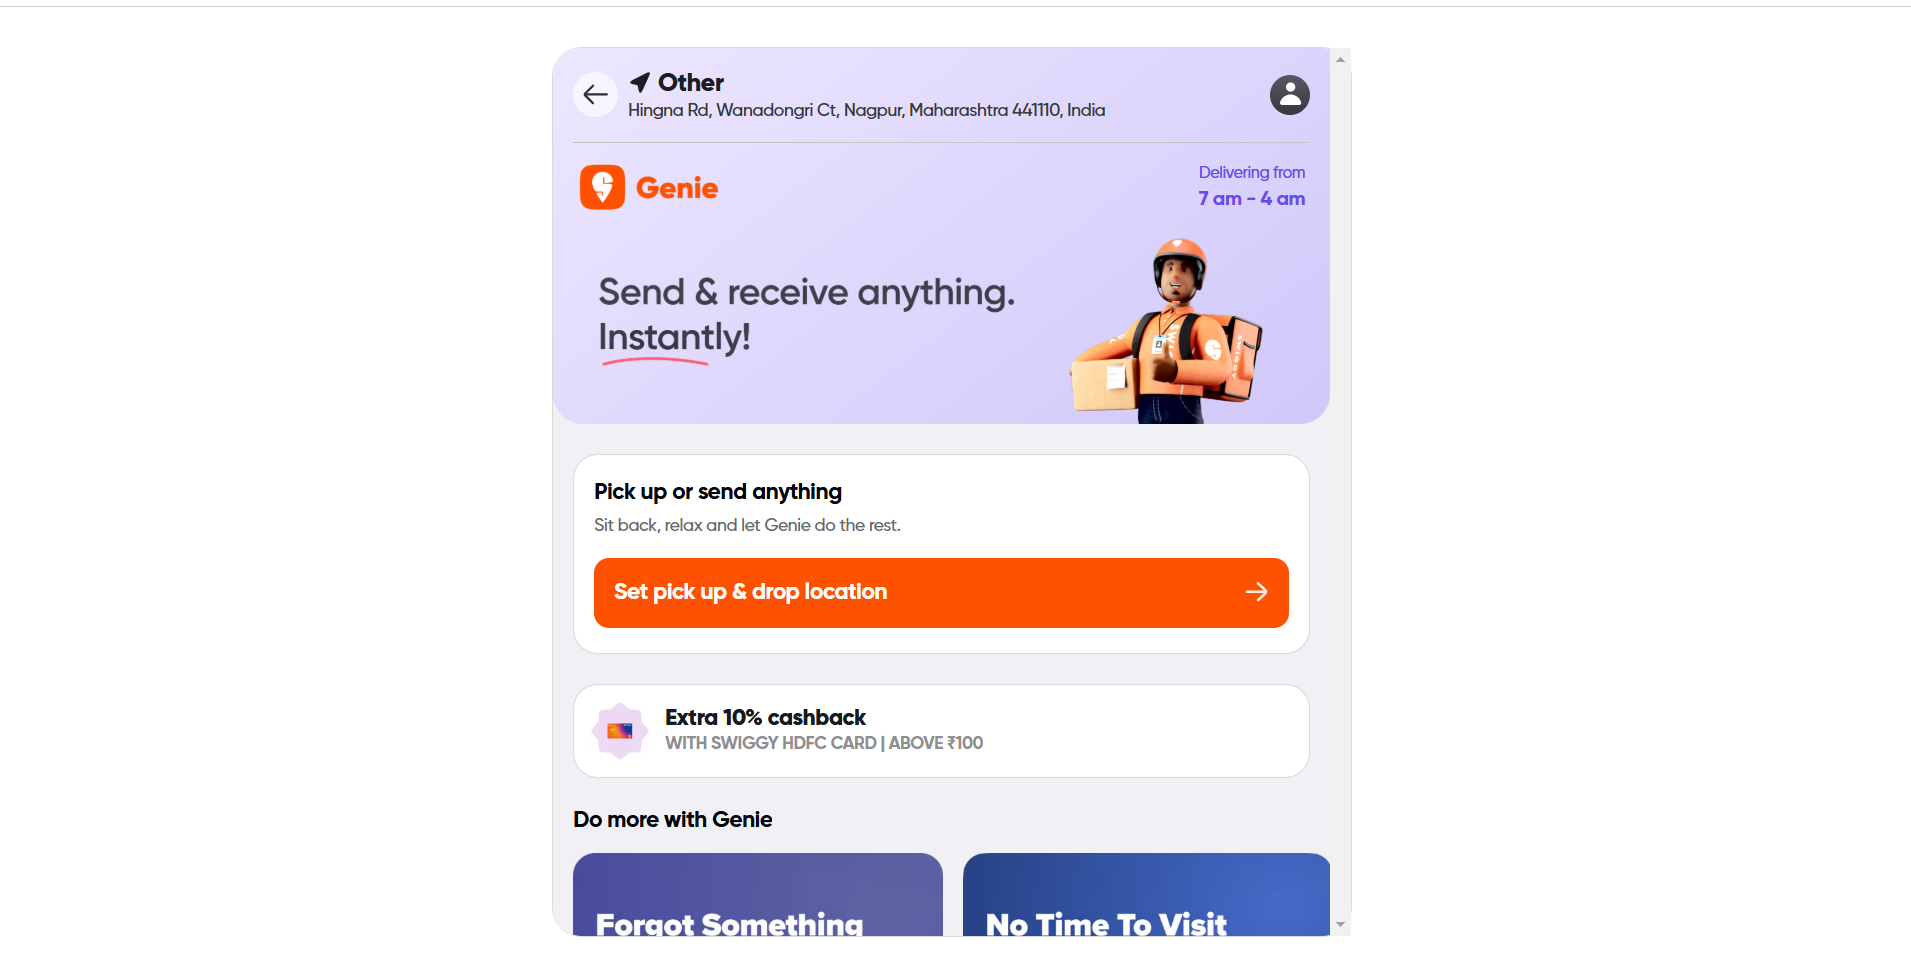 Other
Hingna Rd, Wanadongri Ct, Nagpur, Maharashtra 441110, India
Genie
Delivering from
7 am - 4 am
Send & receive anything.
Instantly!
SWIGGY
Pick up or send anything
Sit back, relax and let Genie do the rest.
Set pick up & drop location
Extra 10% cashback
WITH SWIGGY HDFC CARD | ABOVE ₹100
Do more with Genie
Forgot Something
No Time To Visit